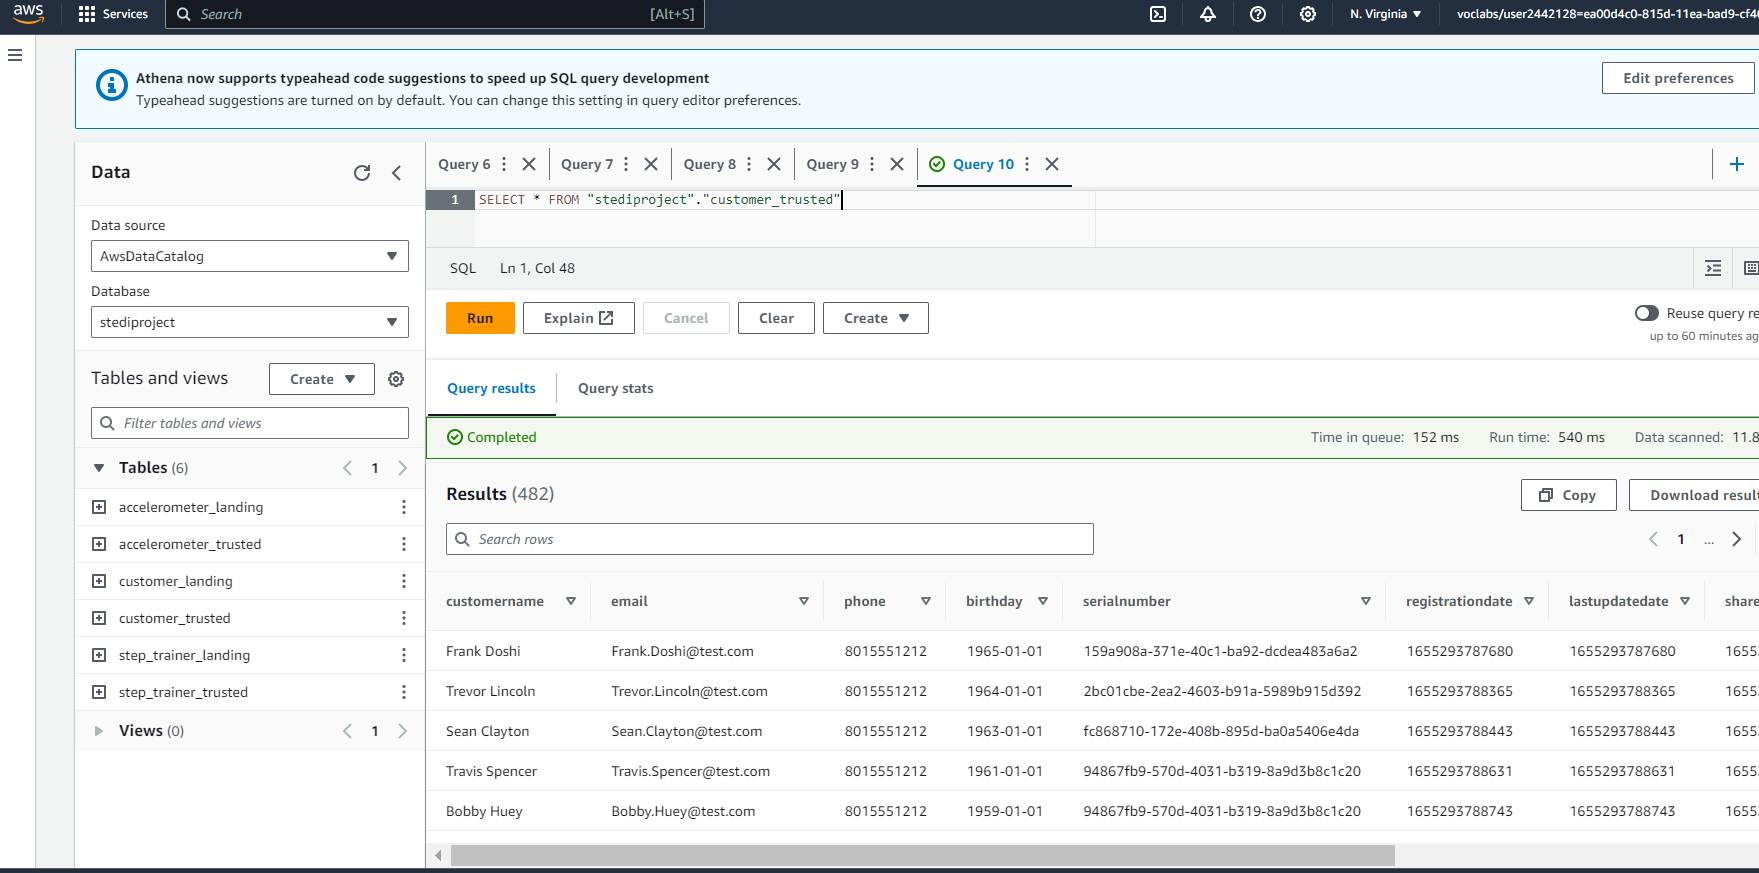 aws Services Search [Alt+S] N. Virginia voclabs/user2442128=ea00d4c0-815d-11ea-bad9-cf4
Athena now supports typeahead code suggestions to speed up SQL query development
Typeahead suggestions are turned on by default. You can change this setting in query editor preferences.
Edit preferences
Data
Data source
AwsDataCatalog
Database
stediproject
Tables and views Create
Filter tables and views
Tables (6) 1
accelerometer_landing
accelerometer_trusted
customer_landing
customer_trusted
step_trainer_landing
step_trainer_trusted
Views (0) 1
Query 6 Query 7 Query 8 Query 9 Query 10
1 SELECT * FROM "stediproject"."customer_trusted"
SQL Ln 1, Col 48
Run Explain Cancel Clear Create
Reuse query re
up to 60 minutes ag
Query results Query stats
Completed Time in queue: 152 ms Run time: 540 ms Data scanned: 11.8
Results (482) Copy Download result
Search rows 1 ...
customername email phone birthday serialnumber registrationdate lastupdatedate share
Frank Doshi Frank.Doshi@test.com 8015551212 1965-01-01 159a908a-371e-40c1-ba92-dcdea483a6a2 1655293787680 1655293787680 1655
Trevor Lincoln Trevor.Lincoln@test.com 8015551212 1964-01-01 2bc01cbe-2ea2-4603-b91a-5989b915d392 1655293788365 1655293788365 1655
Sean Clayton Sean.Clayton@test.com 8015551212 1963-01-01 fc868710-172e-408b-895d-ba0a5406e4da 1655293788443 1655293788443 1655
Travis Spencer Travis.Spencer@test.com 8015551212 1961-01-01 94867fb9-570d-4031-b319-8a9d3b8c1c20 1655293788631 1655293788631 1655
Bobby Huey Bobby.Huey@test.com 8015551212 1959-01-01 94867fb9-570d-4031-b319-8a9d3b8c1c20 1655293788743 1655293788743 1655